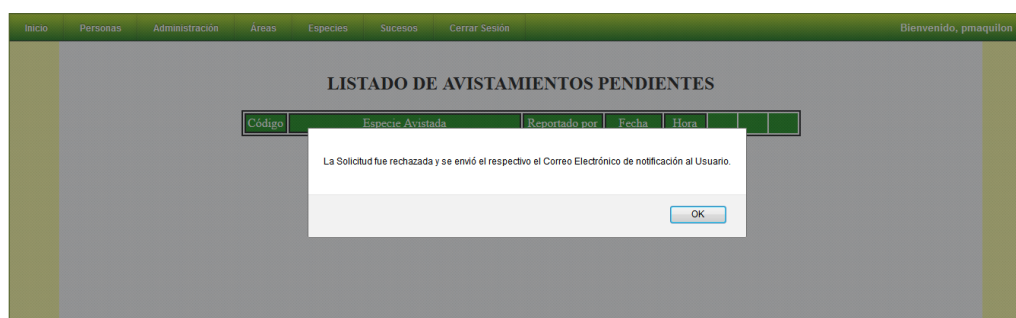 Inicio Personas Administración Áreas Especies Sucesos Cerrar Sesión Bienvenido, pmaquilon
LISTADO DE AVISTAMIENTOS PENDIENTES
Código Especie Avistada Reportado por Fecha Hora
La Solicitud fue rechazada y se envió el respectivo el Correo Electrónico de notificación al Usuario.
OK